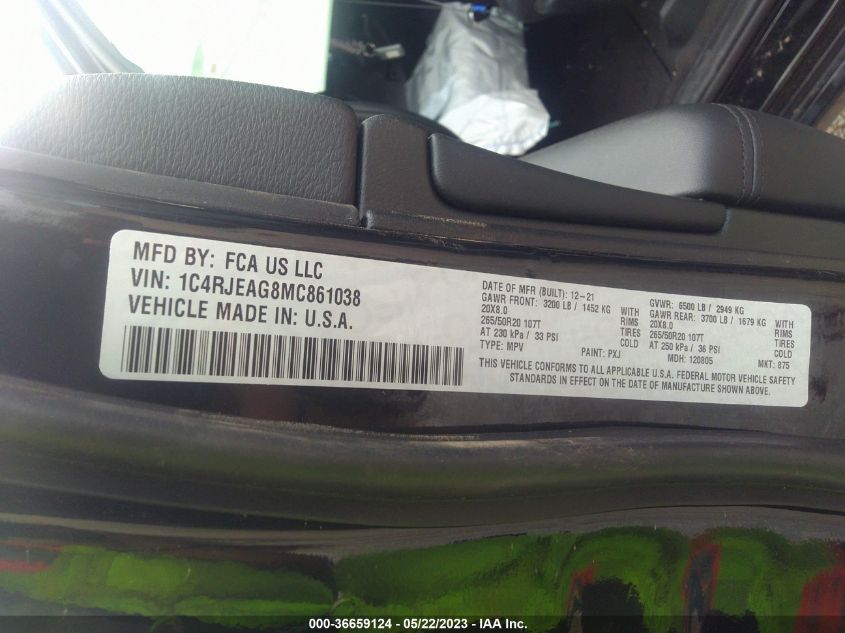 MFD BY: FCA US LLC
VIN: 1C4RJEAG8MC861038
VEHICLE MADE IN: U.S.A.
DATE OF MFR (BUILT): 12-21
GAWR FRONT: 3200 LB / 1452 KG WITH
20X8.0 RIMS
265/50R20 107T TIRES
AT 230 kPa / 33 PSI COLD
TYPE: MPV PAINT: PXJ
GVWR: 6500 LB / 2949 KG
GAWR REAR: 3700 LB / 1679 KG WITH
20X8.0 RIMS
265/50R20 107T TIRES
AT 250 kPa / 36 PSI COLD
MDH: 120805 MKT: 875
THIS VEHICLE CONFORMS TO ALL APPLICABLE U.S.A. FEDERAL MOTOR VEHICLE SAFETY
STANDARDS IN EFFECT ON THE DATE OF MANUFACTURE SHOWN ABOVE.
000-36659124 - 05/22/2023 - IAA Inc.